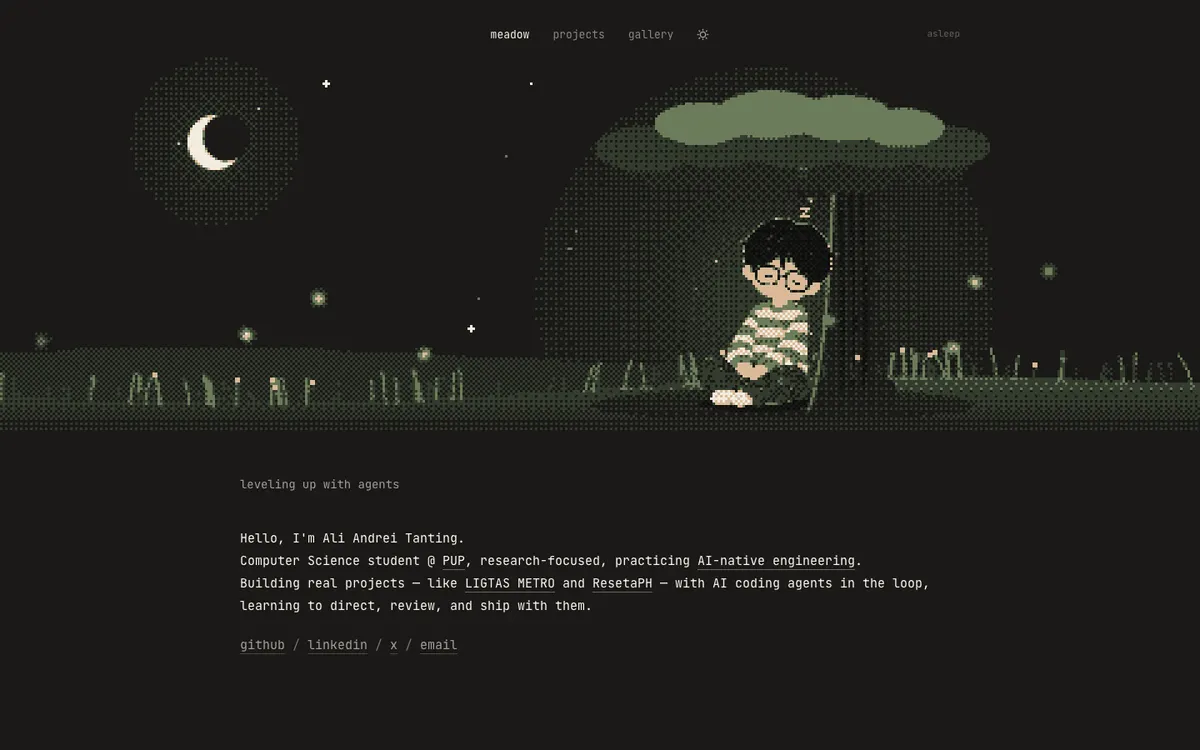 meadow projects gallery asleep
z
leveling up with agents
Hello, I'm Ali Andrei Tanting.
Computer Science student @ PUP, research-focused, practicing AI-native engineering.
Building real projects — like LIGTAS METRO and ResetaPH — with AI coding agents in the loop,
learning to direct, review, and ship with them.
github / linkedin / x / email